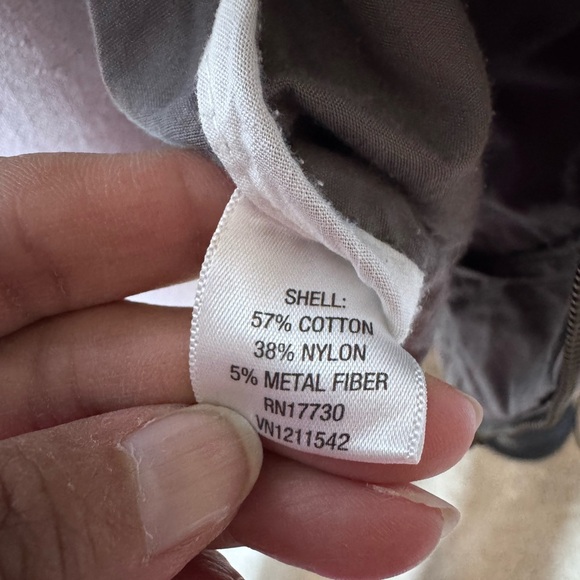 SHELL:
57% COTTON
38% NYLON
5% METAL FIBER
RN17730
VN1211542